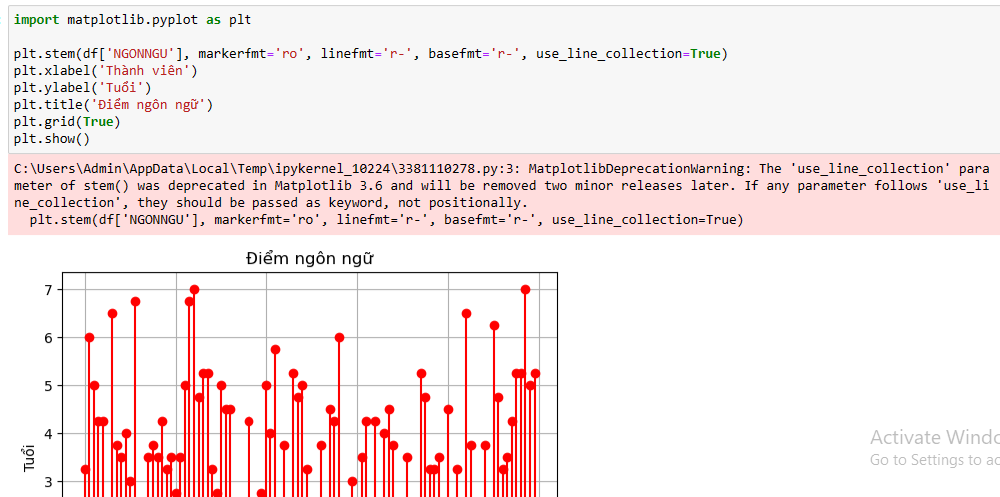 import matplotlib.pyplot as plt
plt.stem(df['NGONNGU'], markerfmt='ro', linefmt='r-', basefmt='r-', use_line_collection=True)
plt.xlabel('Thành viên')
plt.ylabel('Tuổi')
plt.title('Điểm ngôn ngữ')
plt.grid(True)
plt.show()
C:\Users\Admin\AppData\Local\Temp\ipykernel_10224\3381110278.py:3: MatplotlibDeprecationWarning: The 'use_line_collection' para
meter of stem() was deprecated in Matplotlib 3.6 and will be removed two minor releases later. If any parameter follows 'use_li
ne_collection', they should be passed as keyword, not positionally.
plt.stem(df['NGONNGU'], markerfmt='ro', linefmt='r-', basefmt='r-', use_line_collection=True)
Điểm ngôn ngữ
7
6
5
4
3
Tuổi
Activate Windo
Go to Settings to ac